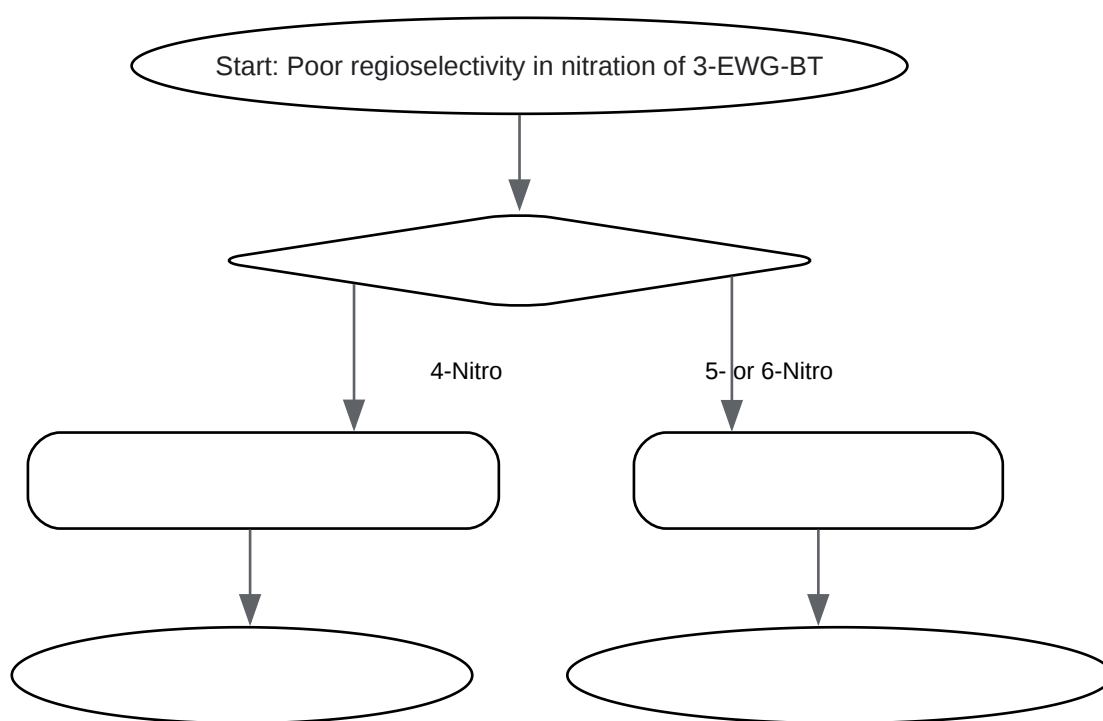 Start: Poor regioselectivity in nitration of 3-EWG-BT
4-Nitro
5- or 6-Nitro